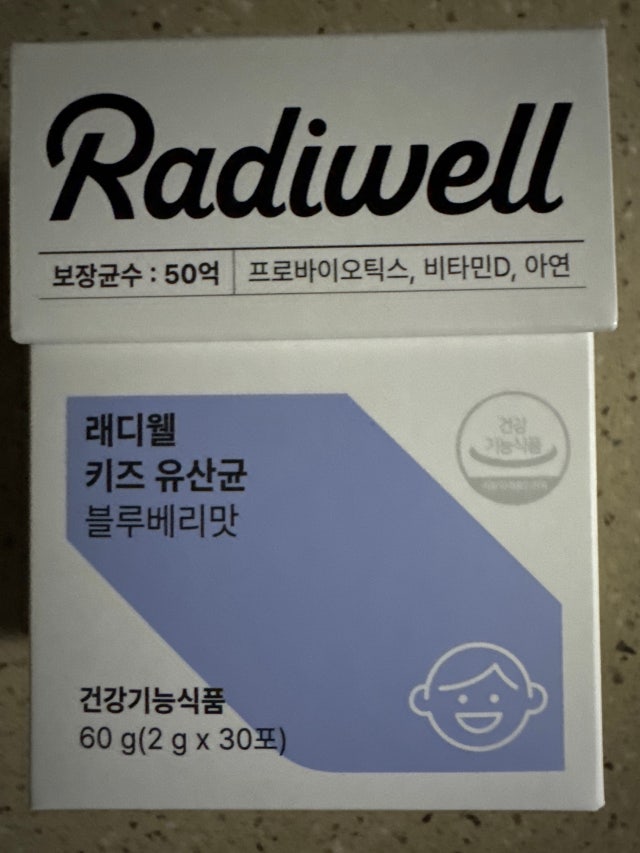 Radiwell
보장균수 : 50억
프로바이오틱스, 비타민D, 아연
래디웰
키즈 유산균
블루베리맛
건강
기능식품
건강기능식품
60 g(2 g x 30포)